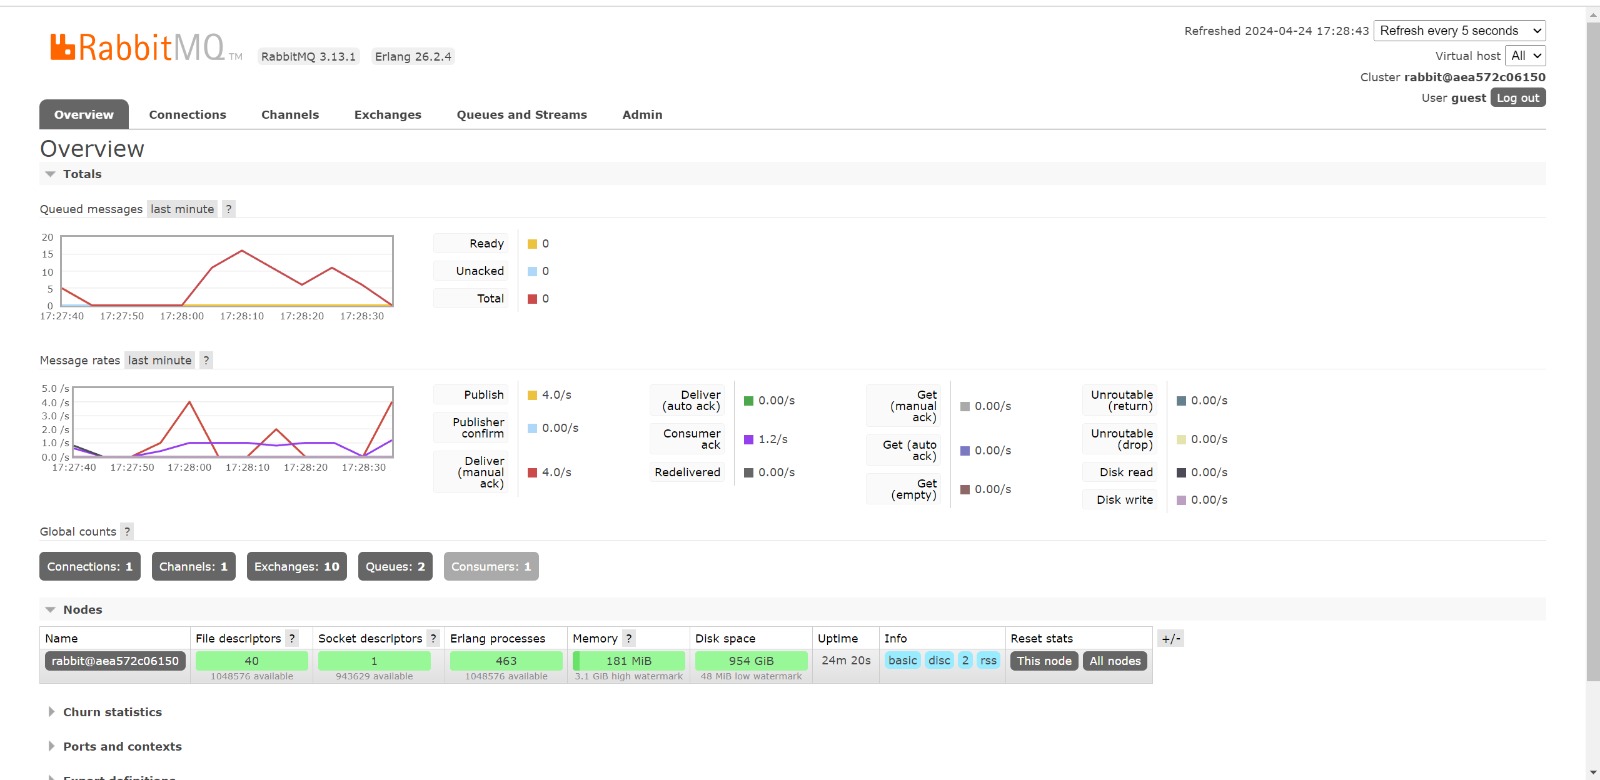 Refreshed 2024-04-24 17:28:43 Refresh every 5 seconds
RabbitMQ TM RabbitMQ 3.13.1 Erlang 26.2.4
Virtual host All
Cluster rabbit@aea572c06150
User guest Log out
Overview Connections Channels Exchanges Queues and Streams Admin
Overview
Totals
Queued messages last minute ?
20
15
10
5
0
17:27:40 17:27:50 17:28:00 17:28:10 17:28:20 17:28:30
Ready 0
Unacked 0
Total 0
Message rates last minute ?
5.0 /s
4.0 /s
3.0 /s
2.0 /s
1.0 /s
0.0 /s
17:27:40 17:27:50 17:28:00 17:28:10 17:28:20 17:28:30
Publish 4.0/s
Publisher
confirm 0.00/s
Deliver
(manual
ack) 4.0/s
Deliver
(auto ack) 0.00/s
Consumer
ack 1.2/s
Redelivered 0.00/s
Get
(manual
ack) 0.00/s
Get (auto
ack) 0.00/s
Get
(empty) 0.00/s
Unroutable
(return) 0.00/s
Unroutable
(drop) 0.00/s
Disk read 0.00/s
Disk write 0.00/s
Global counts ?
Connections: 1 Channels: 1 Exchanges: 10 Queues: 2 Consumers: 1
Nodes
Name File descriptors ? Socket descriptors ? Erlang processes Memory ? Disk space Uptime Info Reset stats +/-
rabbit@aea572c06150 40 1 463 181 MiB 954 GiB 24m 20s basic disc 2 rss This node All nodes
1048576 available 943629 available 1048576 available 3.1 GiB high watermark 48 MiB low watermark
Churn statistics
Ports and contexts
Export definitions